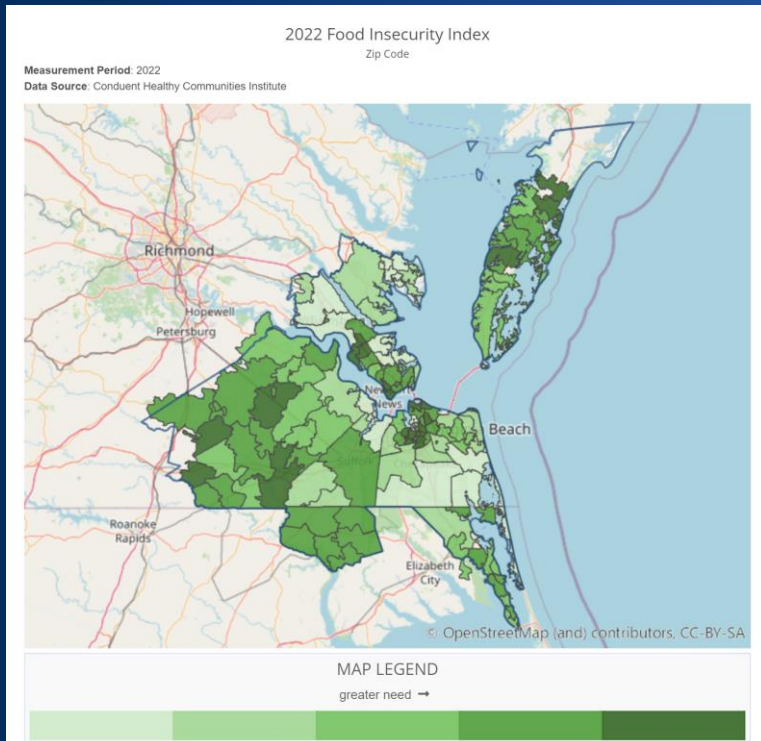 2022 Food Insecurity Index
Zip Code
Measurement Period: 2022
Data Source: Conduent Healthy Communities Institute
Richmond
Hopewell
Petersburg
News
Beach
Suffolk
Roanoke
Rapids
Elizabeth
City
© OpenStreetMap (and) contributors, CC-BY-SA
MAP LEGEND
greater need →